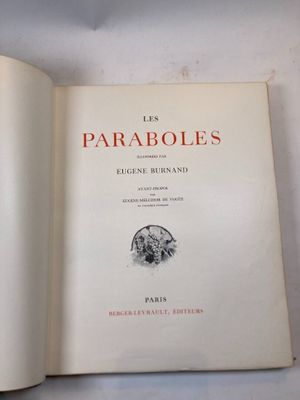 LES
PARABOLES
ILLUSTRÉES PAR
EUGENE BURNAND
AVANT-PROPOS
PAR
EUGÈNE-MELCHIOR DE VOGÜÉ
DE L'ACADÉMIE FRANÇAISE
PARIS
BERGER-LEVRAULT, ÉDITEURS